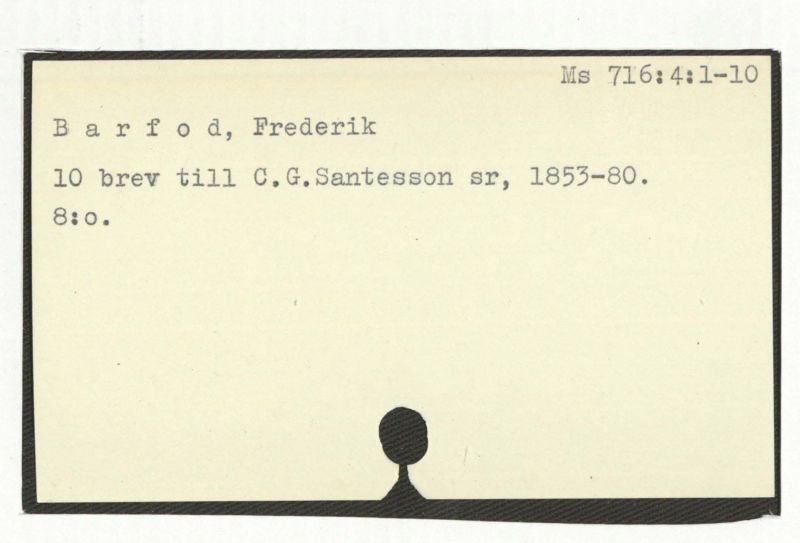 Ms 716:4:1-10
B a r f o d, Frederik
10 brev till C.G.Santesson sr, 1853-80.
8:o.